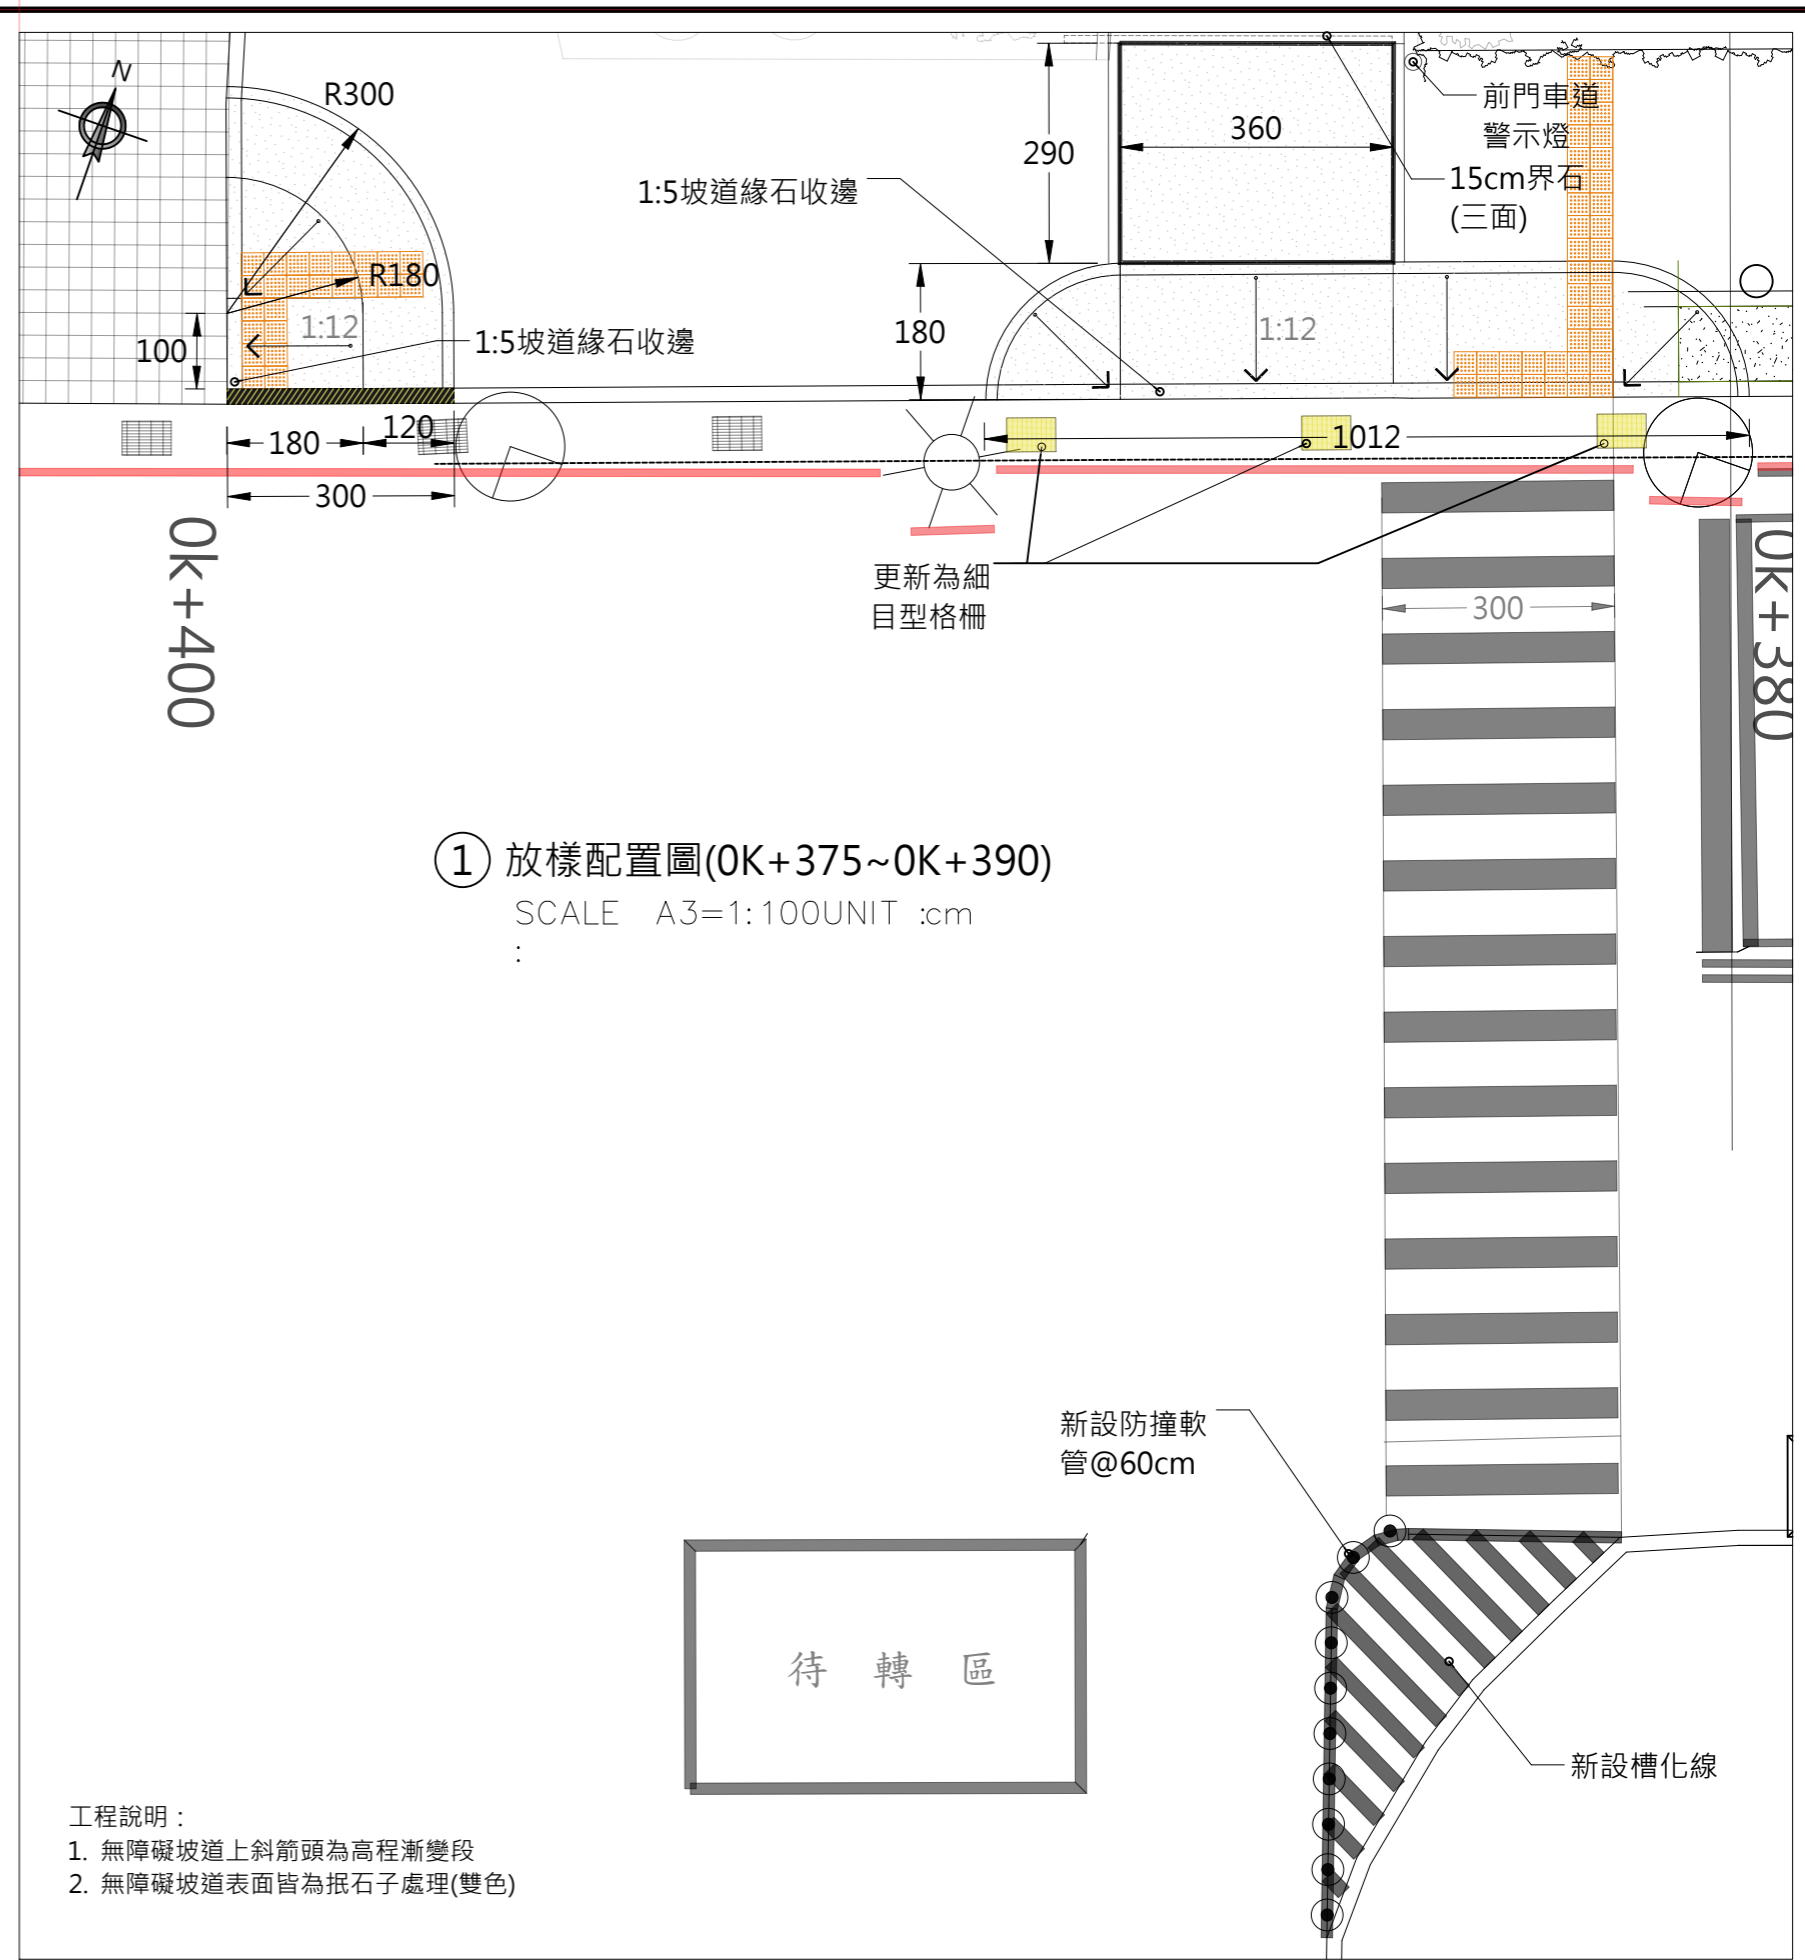 N
R300
R180
100
1:12
1:5坡道緣石收邊
1:5坡道緣石收邊
290
360
180
1:12
前門車道
警示燈
15cm界石
(三面)
180
120
300
1012
0k+400
0k+380
更新為細
目型格柵
300
1 放樣配置圖(0K+375~0K+390)
SCALE A3=1:100UNIT :cm
:
新設防撞軟
管@60cm
待 轉 區
新設槽化線
工程說明：
1. 無障礙坡道上斜箭頭為高程漸變段
2. 無障礙坡道表面皆為抿石子處理(雙色)